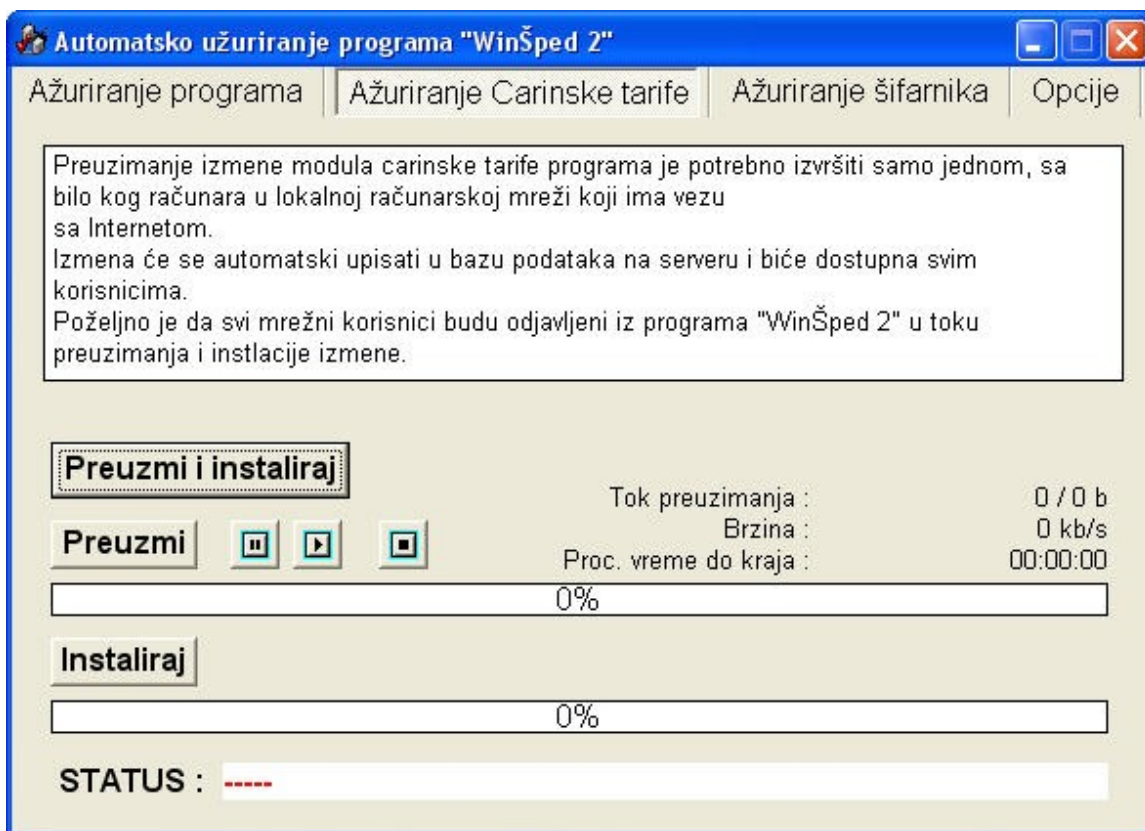 Automatsko užuriranje programa "WinŠped 2"
Ažuriranje programa
Ažuriranje Carinske tarife
Ažuriranje šifarnika
Opcije
Preuzimanje izmene modula carinske tarife programa je potrebno izvršiti samo jednom, sa
bilo kog računara u lokalnoj računarskoj mreži koji ima vezu
sa Internetom.
Izmena će se automatski upisati u bazu podataka na serveru i biće dostupna svim
korisnicima.
Poželjno je da svi mrežni korisnici budu odjavljeni iz programa "WinŠped 2" u toku
preuzimanja i instlacije izmene.
Preuzmi i instaliraj
Tok preuzimanja : 0 / 0 b
Preuzmi
Brzina : 0 kb/s
Proc. vreme do kraja : 00:00:00
0%
Instaliraj
0%
STATUS : -----